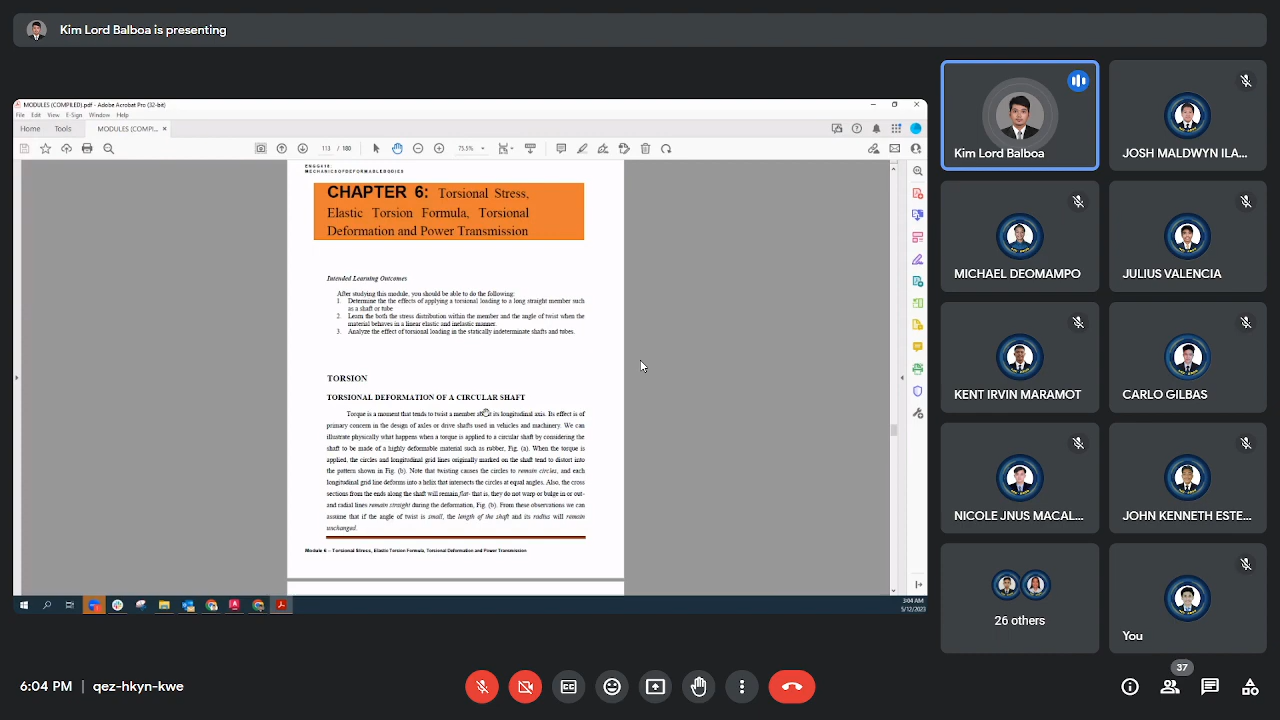 Kim Lord Balboa is presenting
MODULES (COMPILED).pdf - Adobe Acrobat Pro (32-bit)
File Edit View E-Sign Window Help
Home Tools MODULES (COMPI... ×
113 / 180 75.5%
ENGG410:
MECHANICS OF DEFORMABLE BODIES
CHAPTER 6: Torsional Stress,
Elastic Torsion Formula, Torsional
Deformation and Power Transmission
Intended Learning Outcomes
After studying this module, you should be able to do the following:
1. Determine the the effects of applying a torsional loading to a long straight member such
as a shaft or tube
2. Learn the both the stress distribution within the member and the angle of twist when the
material behaves in a linear elastic and inelastic manner.
3. Analyze the effect of torsional loading in the statically indeterminate shafts and tubes.
TORSION
TORSIONAL DEFORMATION OF A CIRCULAR SHAFT
Torque is a moment that tends to twist a member about its longitudinal axis. Its effect is of
primary concern in the design of axles or drive shafts used in vehicles and machinery. We can
illustrate physically what happens when a torque is applied to a circular shaft by considering the
shaft to be made of a highly deformable material such as rubber, Fig. (a). When the torque is
applied, the circles and longitudinal grid lines originally marked on the shaft tend to distort into
the pattern shown in Fig. (b). Note that twisting causes the circles to remain circles, and each
longitudinal grid line deforms into a helix that intersects the circles at equal angles. Also, the cross
sections from the ends along the shaft will remain flat- that is, they do not warp or bulge in or out-
and radial lines remain straight during the deformation, Fig. (b). From these observations we can
assume that if the angle of twist is small, the length of the shaft and its radius will remain
unchanged.
Module 6 – Torsional Stress, Elastic Torsion Formula, Torsional Deformation and Power Transmission
3:04 AM
5/12/2023
Kim Lord Balboa
JOSH MALDWYN ILA...
MICHAEL DEOMAMPO
JULIUS VALENCIA
KENT IRVIN MARAMOT
CARLO ASI
NICOLE JINUEL DALE...
PAUL VINCENT STE...
26 others
You
6:04 PM | qez-hkyn-kwe
37